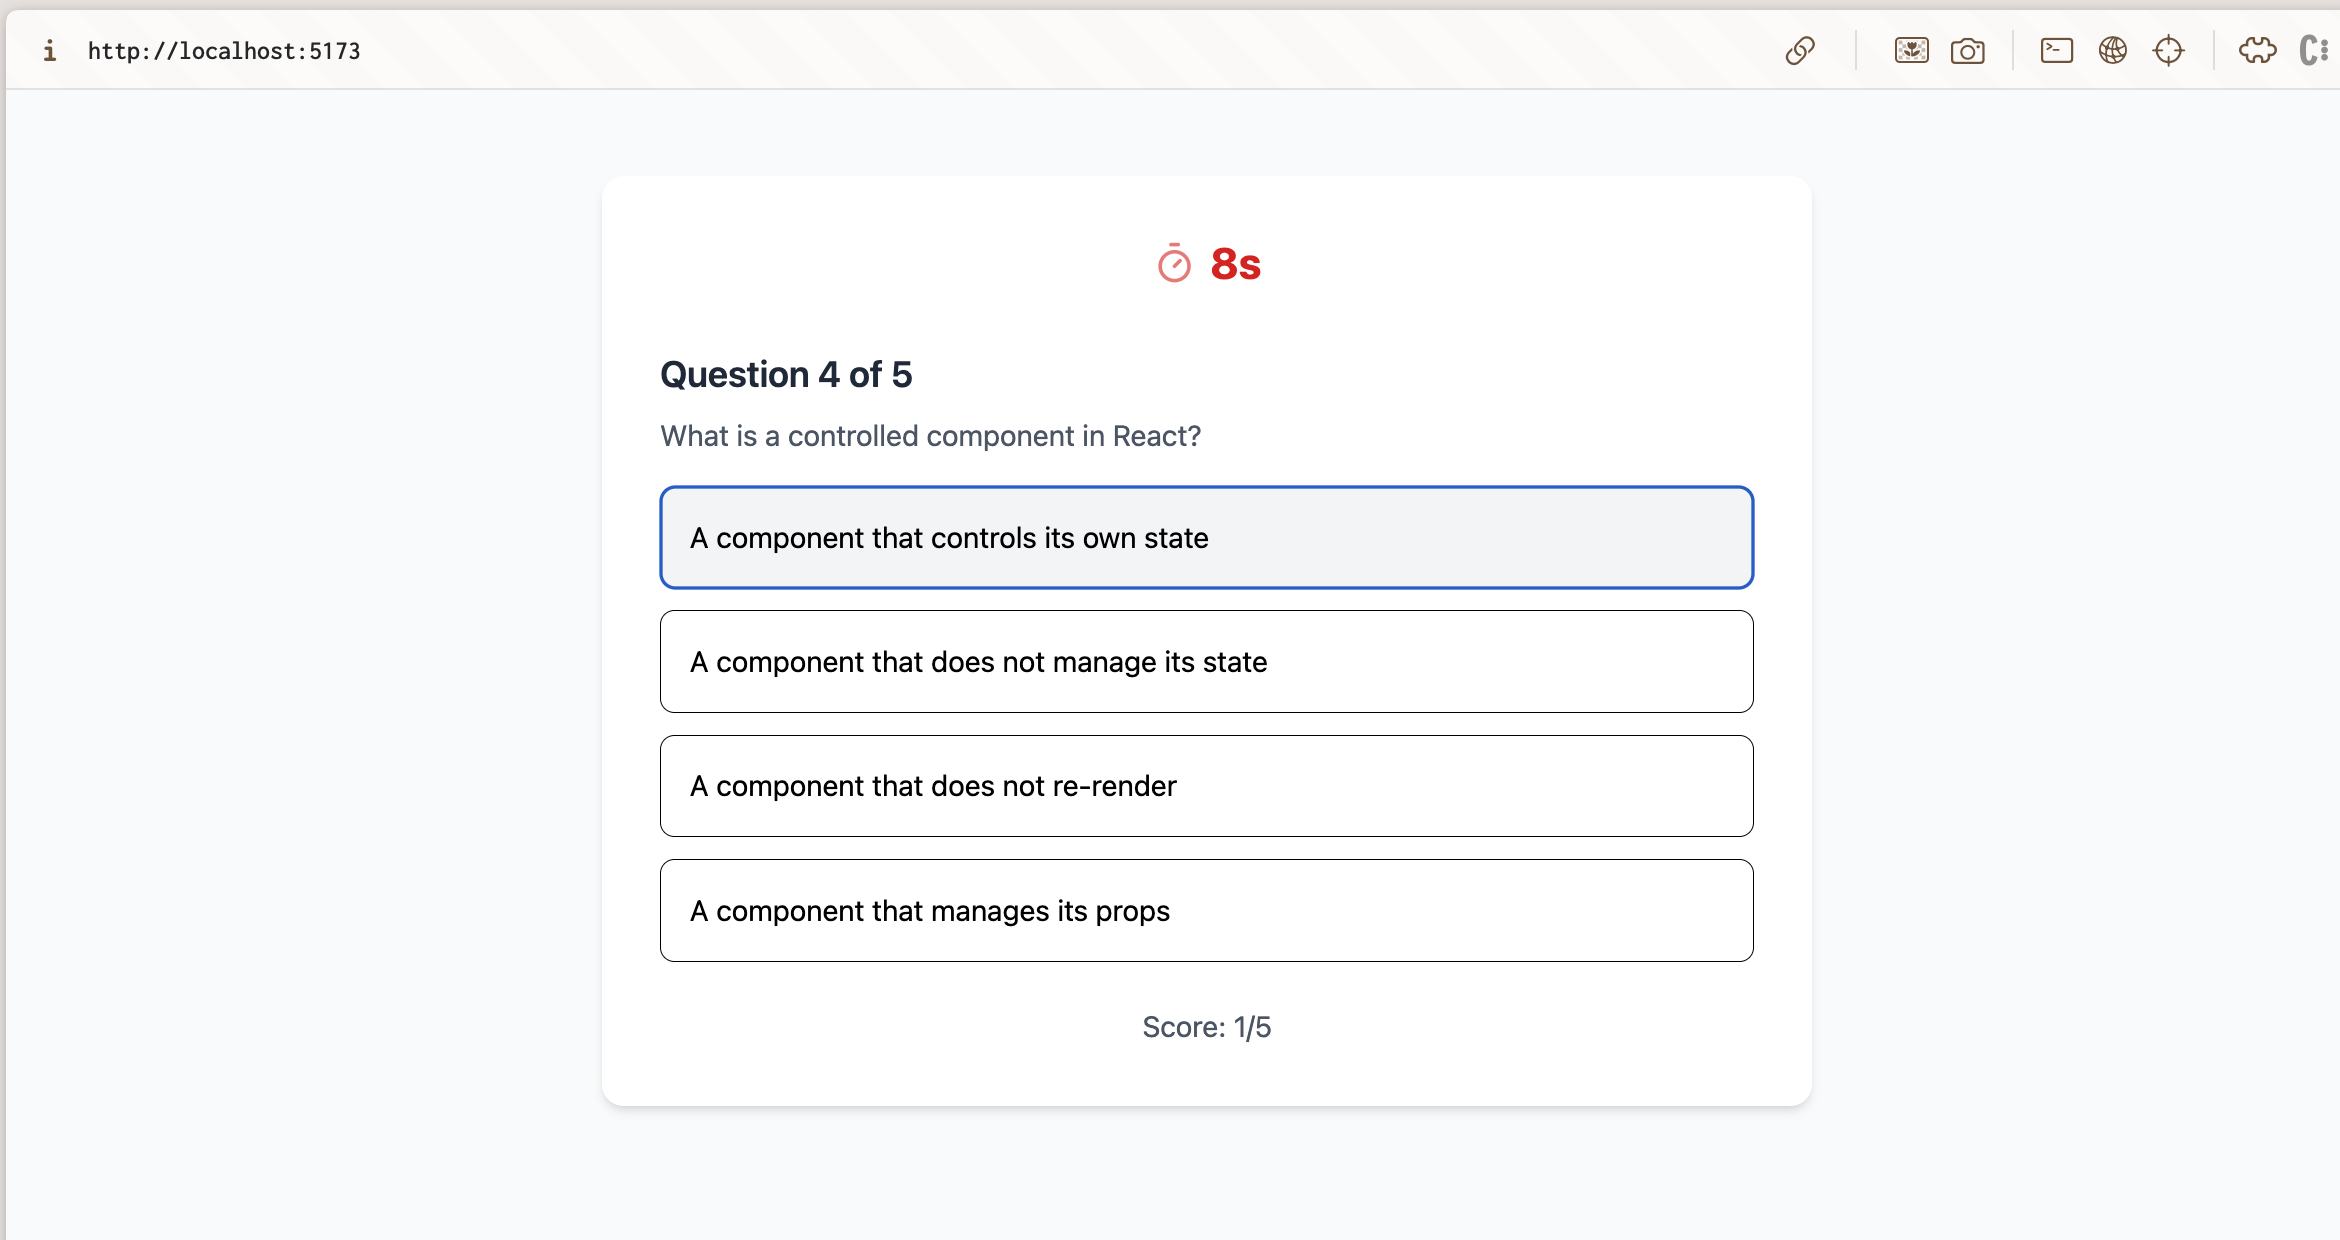 i http://localhost:5173
8s
Question 4 of 5
What is a controlled component in React?
A component that controls its own state
A component that does not manage its state
A component that does not re-render
A component that manages its props
Score: 1/5